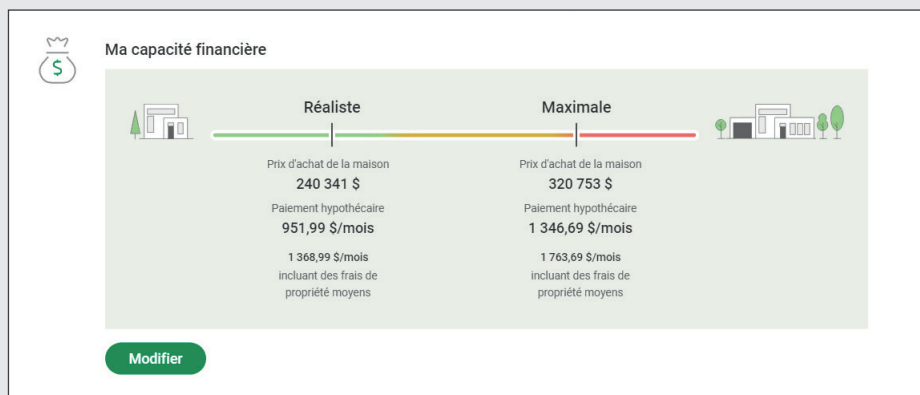 $
Ma capacité financière
Réaliste
Maximale
Prix d'achat de la maison
240 341 $
Paiement hypothécaire
951,99 $/mois
1 368,99 $/mois
incluant des frais de
propriété moyens
Prix d'achat de la maison
320 753 $
Paiement hypothécaire
1 346,69 $/mois
1 763,69 $/mois
incluant des frais de
propriété moyens
Modifier